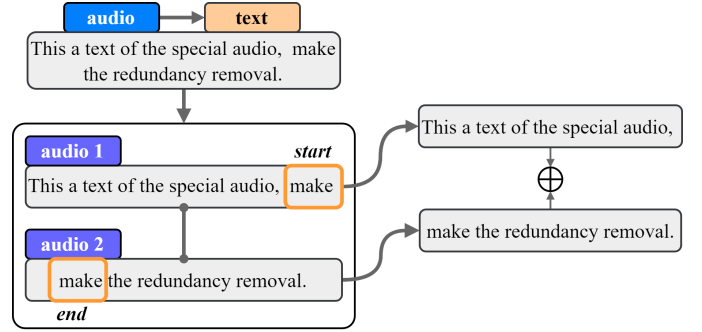 audio text
This a text of the special audio, make
the redundancy removal.
audio 1 start
This a text of the special audio, make
audio 2
make the redundancy removal.
end
This a text of the special audio,
make the redundancy removal.